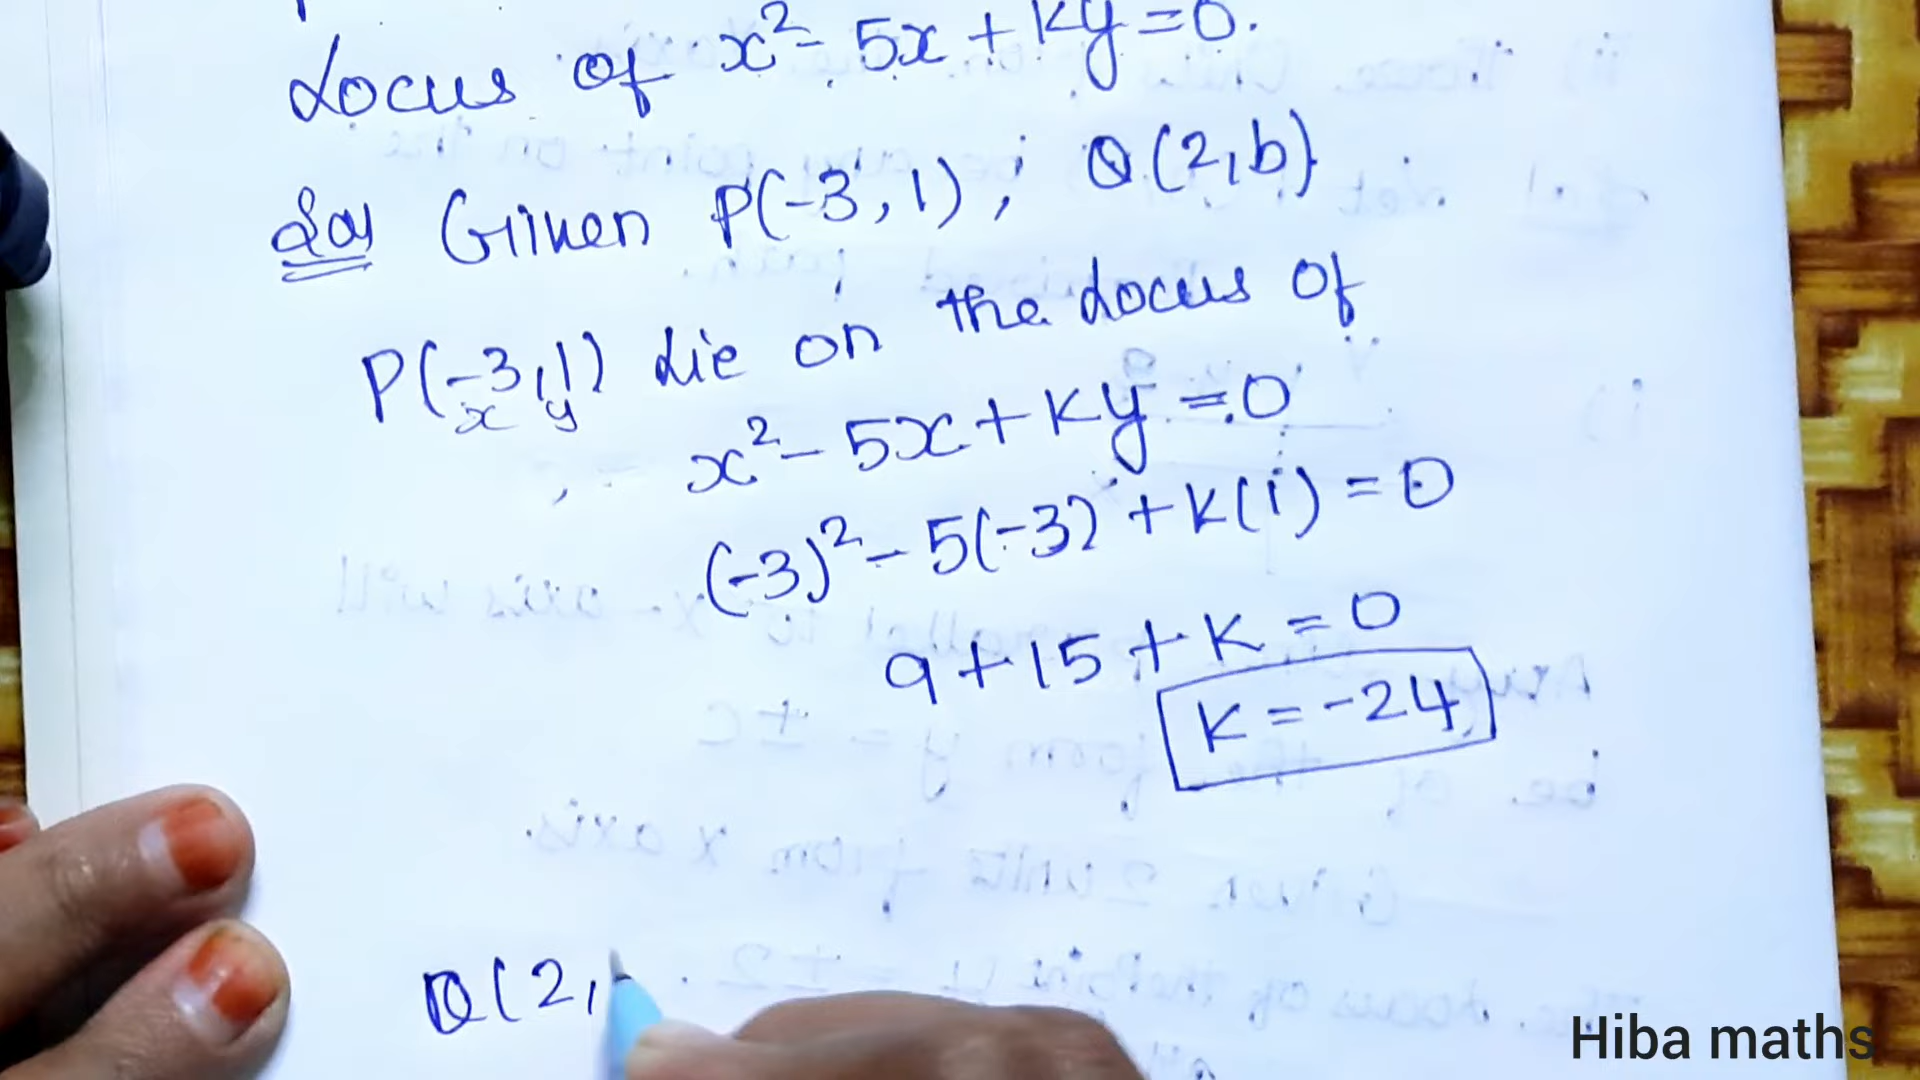 Locus of x² - 5x + ky = 0.
Sol Given P(-3, 1) ; Q(2, b)
P(-3, 1) Lie on the Locus of
x y
x² - 5x + ky = 0
(-3)² - 5(-3) + k(1) = 0
9 + 15 + k = 0
k = -24
Q(2,
Hiba maths